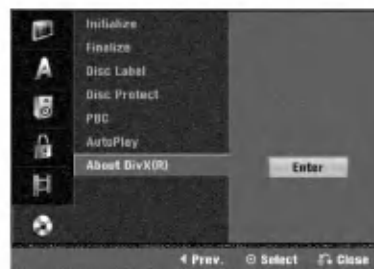 Initialize
Finalize
Disc Label
Disc Protect
PBC
AutoPlay
About DivX(R)
Enter
Prev. Select Close